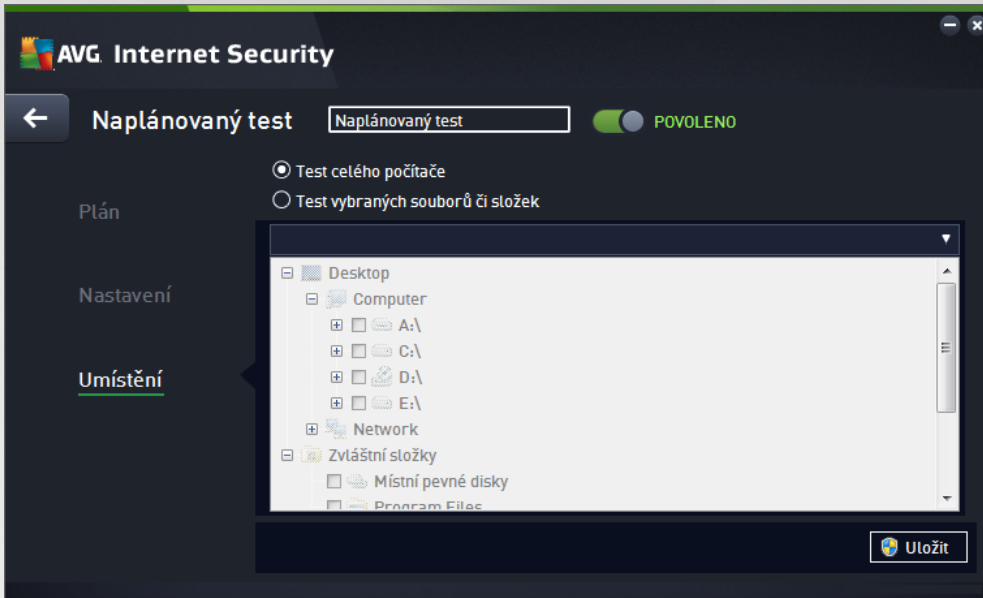 AVG Internet Security
Naplánovaný test
Naplánovaný test
POVOLENO
Test celého počítače
Test vybraných souborů či složek
Plán
Nastavení
Umístění
Desktop
Computer
A:\
C:\
D:\
E:\
Network
Zvláštní složky
Místní pevné disky
Program Files
Uložit